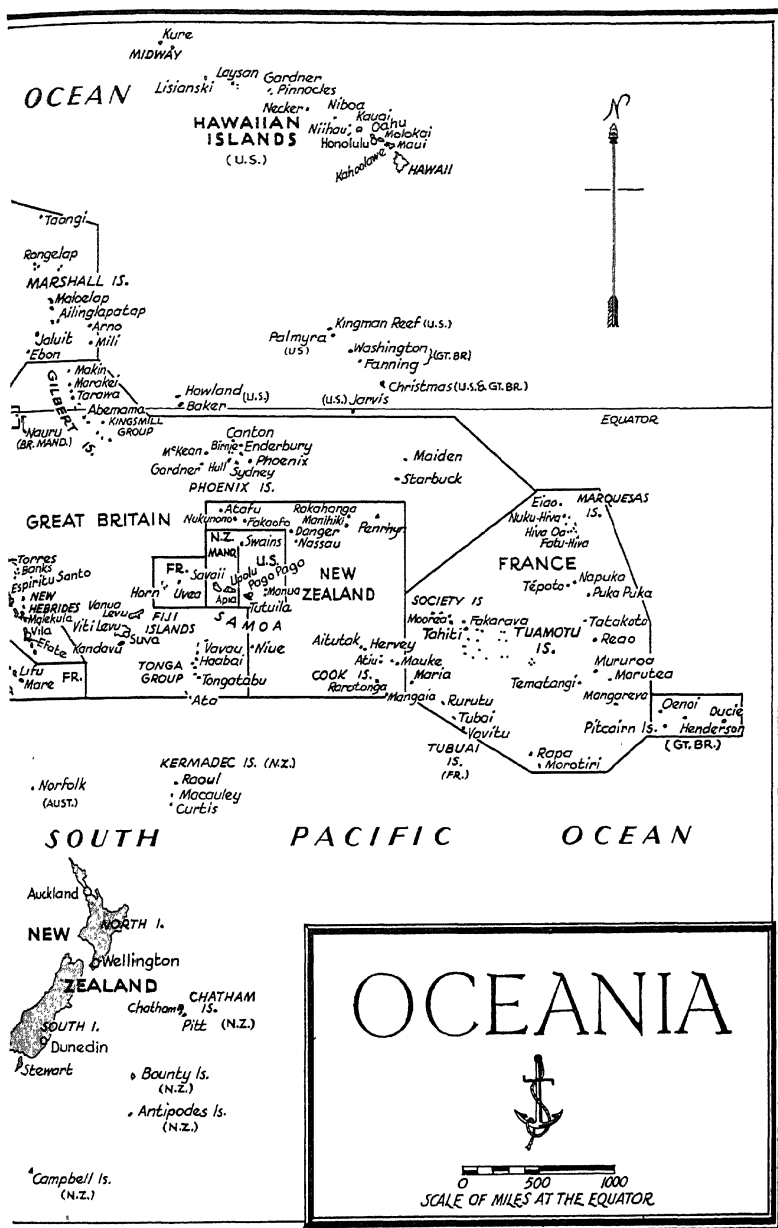 Kure
MIDWAY
OCEAN
Lisianski
Laysan
Gardner
Pinnacles
Necker
Niboa
HAWAIIAN
ISLANDS
(U.S.)
Niihau
Kauai
Oahu
Honolulu
Molokai
Maui
Kahoolawe
HAWAII
N
Taongi
Rongelap
MARSHALL IS.
Maloelap
Ailinglapatap
Arno
Jaluit
Mili
Ebon
Kingman Reef (U.S.)
Palmyra
(US)
Washington
Fanning
(GT. BR)
Christmas (U.S. & GT. BR.)
Makin
Marakei
Tarawa
GILBERT IS.
Abemama
KINGSMILL
GROUP
Howland
(U.S.)
Baker
(U.S.) Jarvis
EQUATOR
Nauru
(BR. MAND.)
Canton
McKean
Birnie
Enderbury
Gardner
Hull
Phoenix
Sydney
PHOENIX IS.
Maiden
Starbuck
GREAT BRITAIN
Atafu
Nukunono
Fakaofo
Rakahanga
Manihiki
Danger
Nassau
Penrhyn
Eiao
MARQUESAS
IS.
Nuku-Hiva
Hiva Oa
Fatu-Hiva
N.Z.
MAND.
Swains
U.S.
NEW
ZEALAND
FRANCE
Torres
Banks
Espiritu Santo
NEW
HEBRIDES
Malekula
Vila
Efate
FR.
Horn
Uvea
Savaii
Upolu
Apia
Pago Pago
Manua
Tutuila
SAMOA
Vanua
Levu
FIJI
ISLANDS
Viti Levu
Suva
Kandavu
Napuka
Tépoto
Puka Puka
SOCIETY IS
Moorea
Tahiti
Fakarava
TUAMOTU
IS.
Tatakoto
Reao
Vavau
Haabai
Niue
TONGA
GROUP
Tongatabu
Ata
Aitutak
Hervey
Atiu
Mauke
COOK IS.
Maria
Rarotonga
Mangaia
Mururoa
Marutea
Tematangi
Mangareva
Lifu
Mare
FR.
Rurutu
Tubai
Vavitu
TUBUAI
IS.
(FR.)
Oenoi
Ducie
Pitcairn Is.
Henderson
(GT. BR.)
Rapa
Morotiri
KERMADEC IS. (N.Z.)
Raoul
Macauley
Curtis
Norfolk
(AUST.)
SOUTH PACIFIC OCEAN
Auckland
NORTH I.
NEW
ZEALAND
Wellington
SOUTH I.
Dunedin
Stewart
Chatham
CHATHAM
IS.
Pitt
(N.Z.)
Bounty Is.
(N.Z.)
Antipodes Is.
(N.Z.)
Campbell Is.
(N.Z.)
OCEANIA
0 500 1000
SCALE OF MILES AT THE EQUATOR